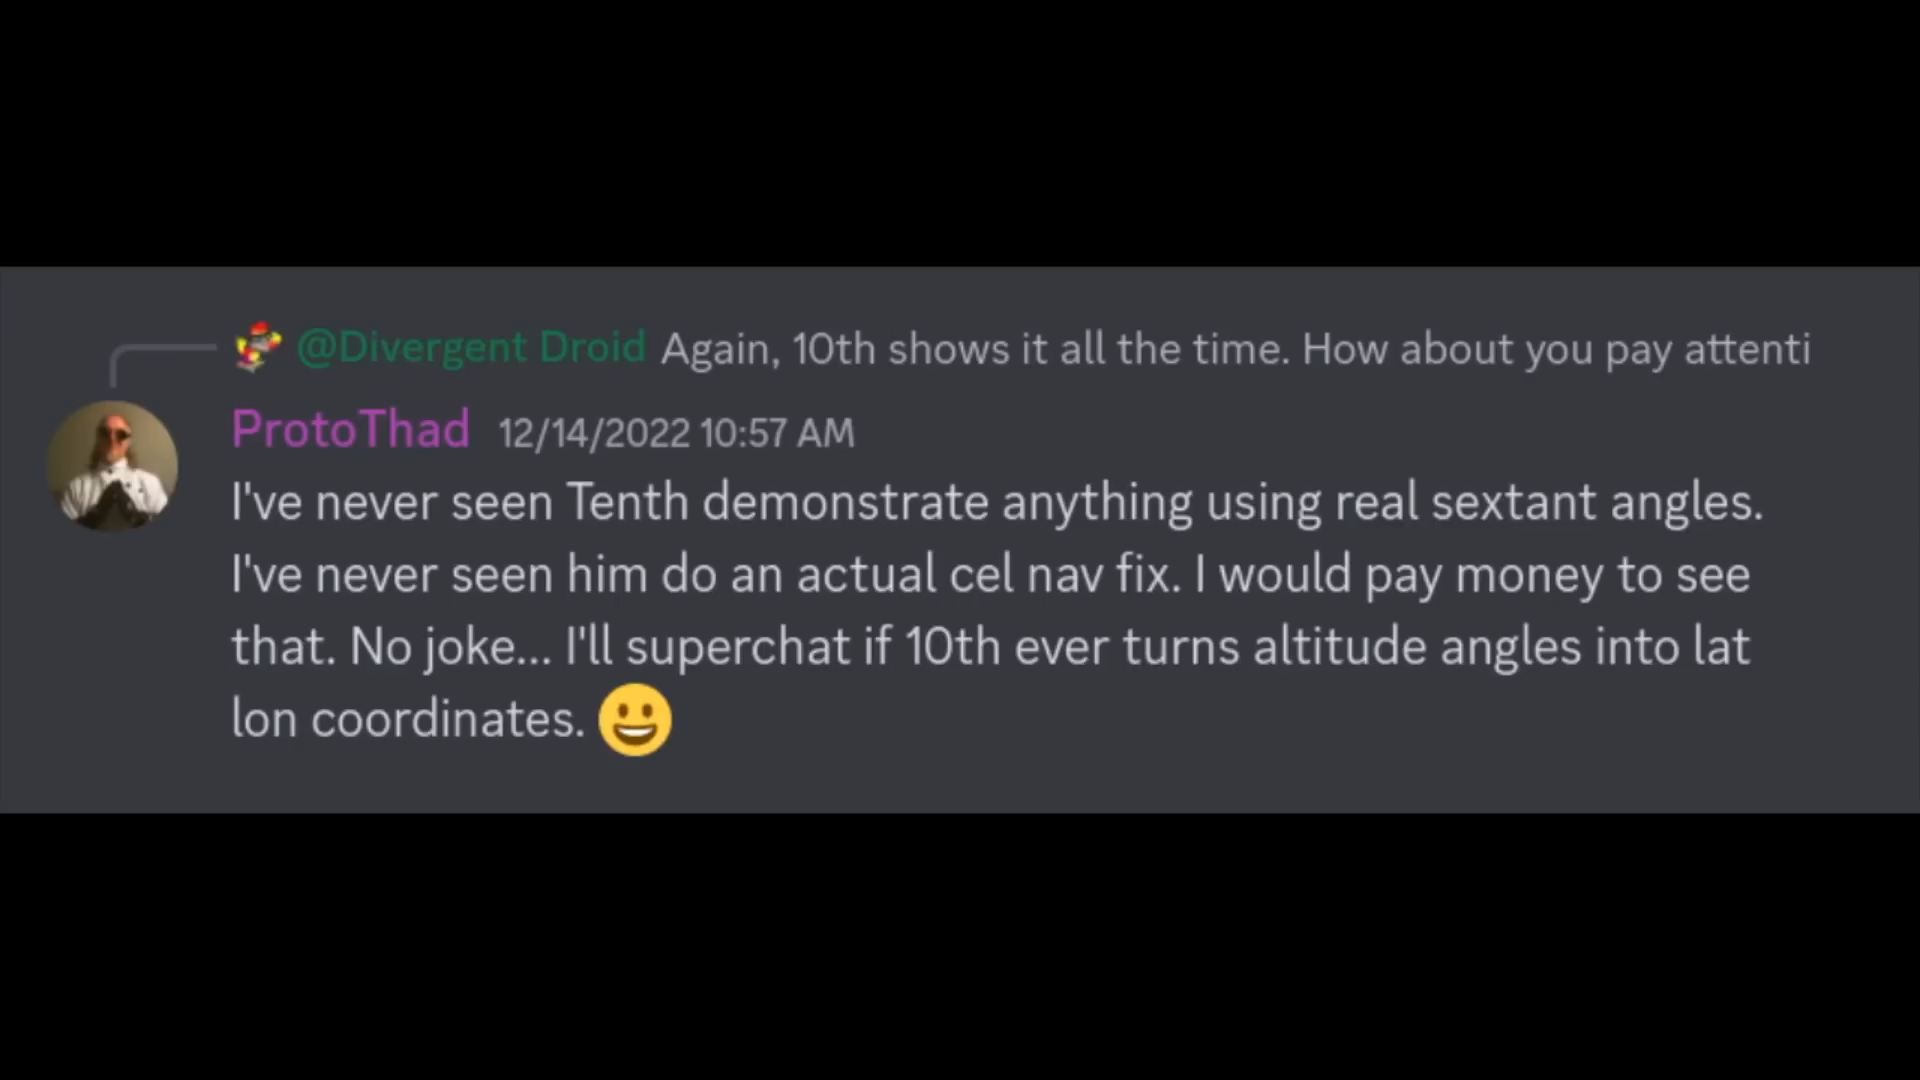 @Divergent Droid Again, 10th shows it all the time. How about you pay attenti
ProtoThad 12/14/2022 10:57 AM
I've never seen Tenth demonstrate anything using real sextant angles.
I've never seen him do an actual cel nav fix. I would pay money to see
that. No joke... I'll superchat if 10th ever turns altitude angles into lat
lon coordinates. 😀